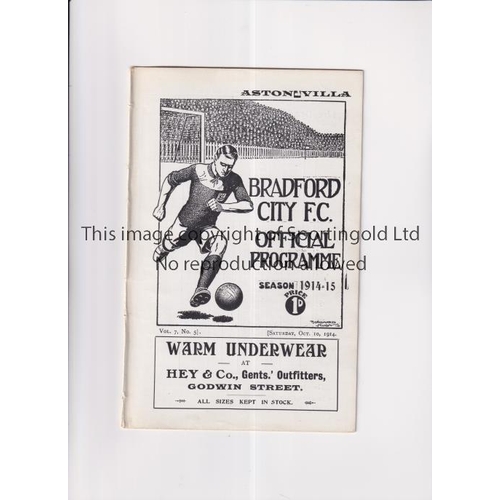 ASTON VILLA
BRADFORD
CITY F.C.
OFFICIAL
PROGRAMME
SEASON 1914-15
PRICE
1D
This image copyright of Sportingold Ltd
No reproduction allowed
VOL. 7, No. 5]
[SATURDAY, OCT. 10, 1914.
WARM UNDERWEAR
AT
HEY & Co., Gents.' Outfitters,
GODWIN STREET.
ALL SIZES KEPT IN STOCK.